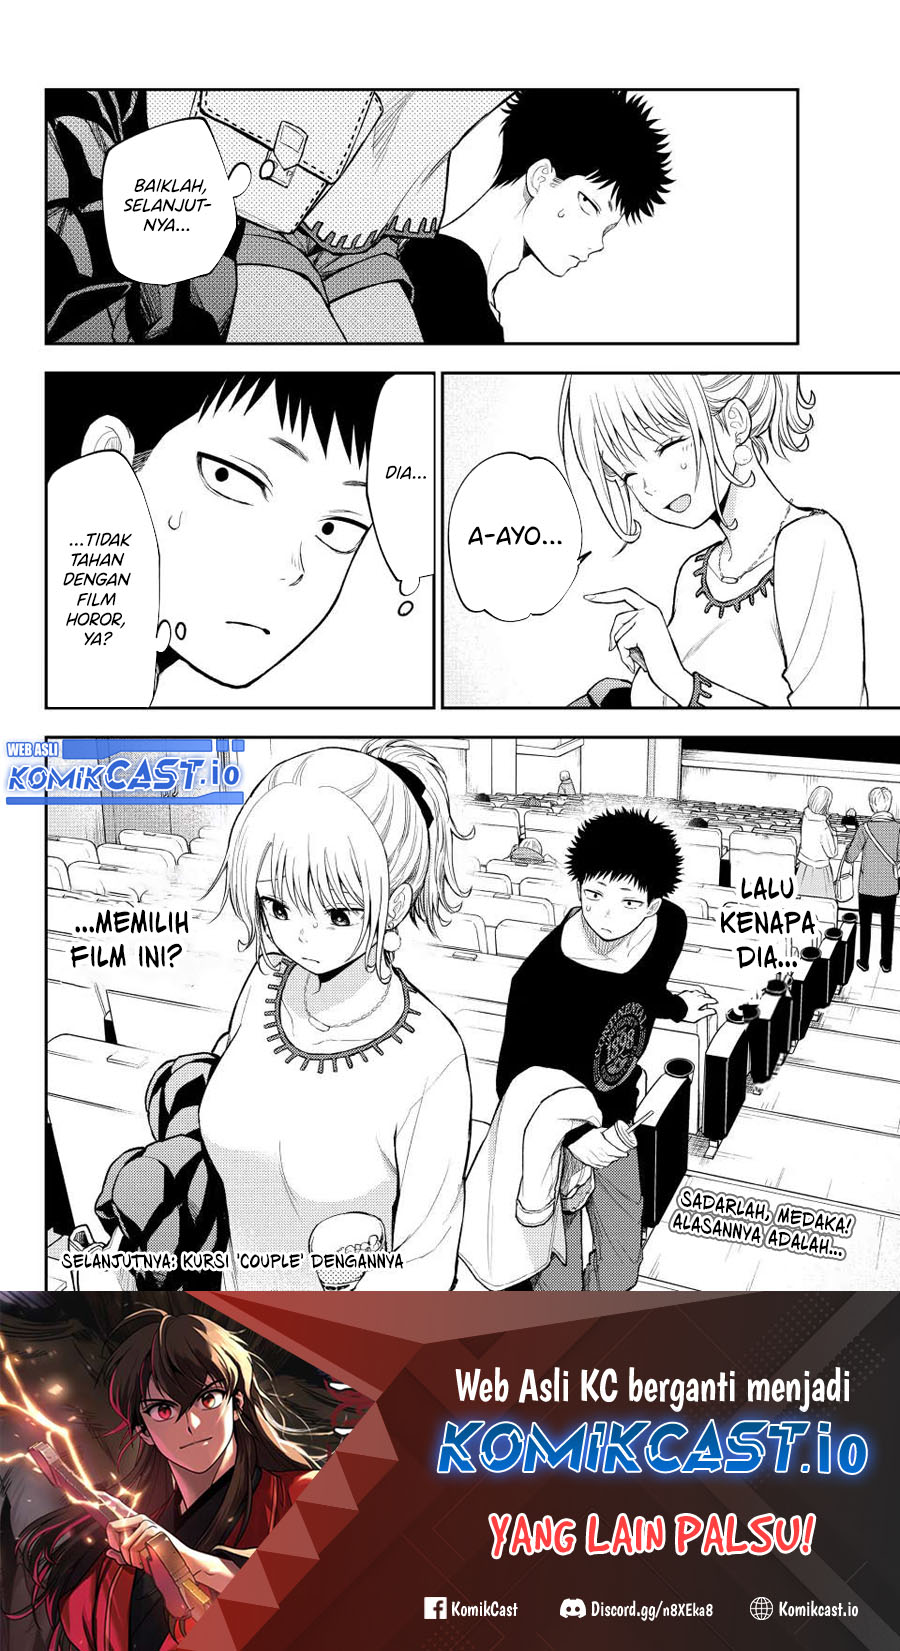 BAIKLAH,
SELANJUT-
NYA...
A-AYO...
DIA...
...TIDAK
TAHAN
DENGAN
FILM
HOROR,
YA?
WEB ASLI
KOMIKCAST.iO
LALU
KENAPA
DIA...
...MEMILIH
FILM INI?
1898
SADARLAH, MEDAKA!
ALASANNYA ADALAH...
SELANJUTNYA: KURSI 'COUPLE' DENGANNYA
Web Asli KC berganti menjadi
KOMIKCAST.iO
YANG LAIN PALSU!
KomikCast
Discord.gg/n8XEka8
Komikcast.io